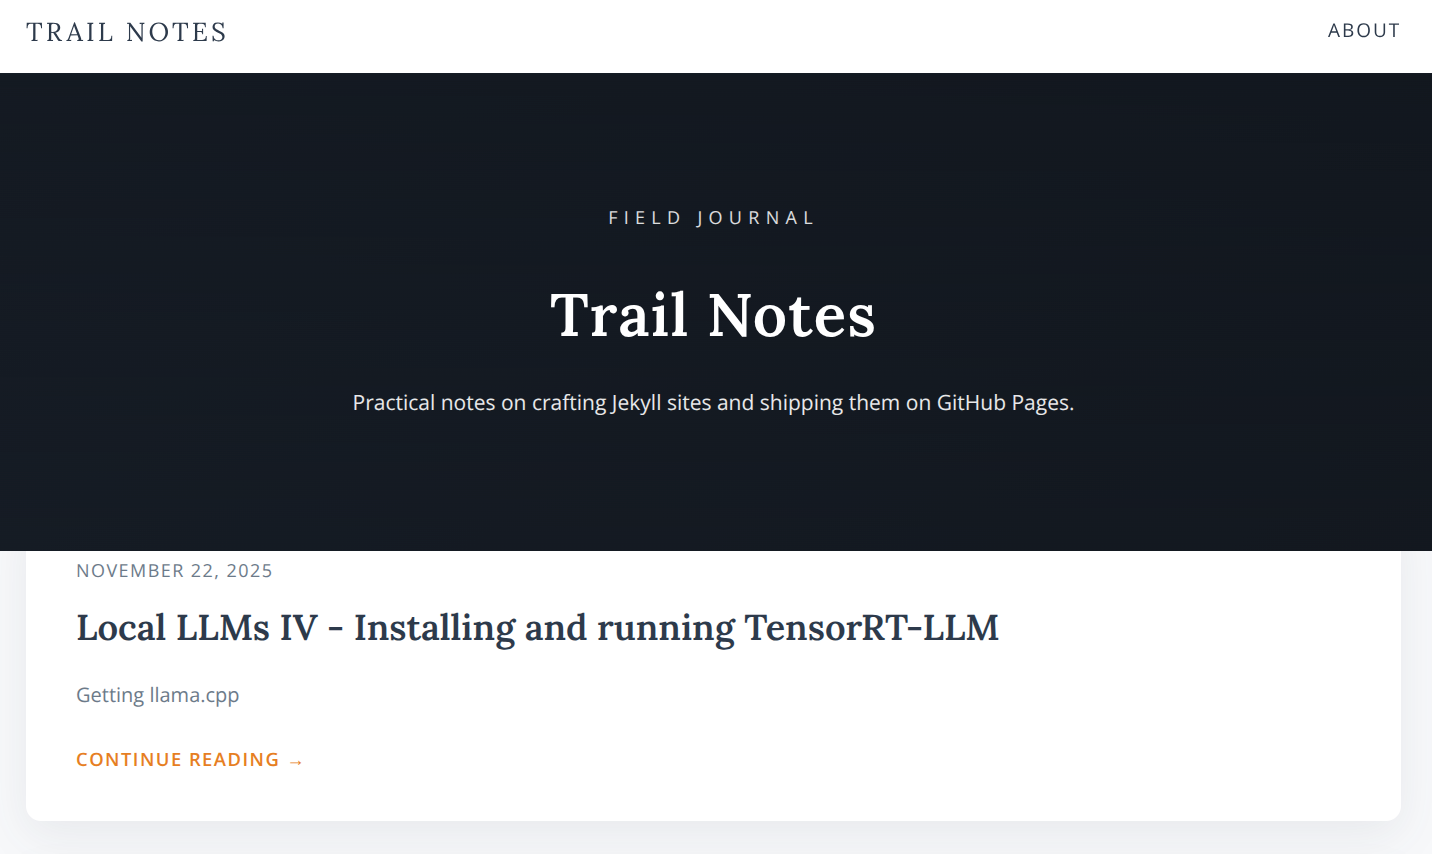 TRAIL NOTES
ABOUT
FIELD JOURNAL
Trail Notes
Practical notes on crafting Jekyll sites and shipping them on GitHub Pages.
NOVEMBER 22, 2025
Local LLMs IV - Installing and running TensorRT-LLM
Getting llama.cpp
CONTINUE READING →